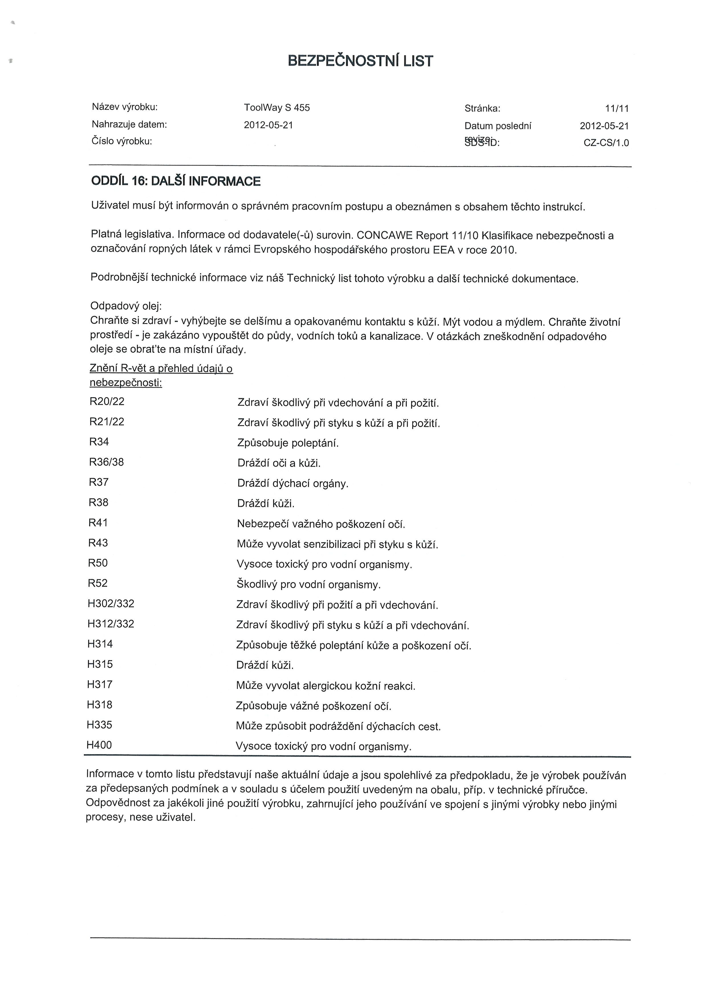 BEZPEČNOSTNÍ LIST
Název výrobku: ToolWay S 455 Stránka: 11/11
Nahrazuje datem: 2012-05-21 Datum poslední revize: 2012-05-21
Číslo výrobku: SDS-ID: CZ-CS/1.0
ODDÍL 16: DALŠÍ INFORMACE
Uživatel musí být informován o správném pracovním postupu a obeznámen s obsahem těchto instrukcí.
Platná legislativa. Informace od dodavatele(-ů) surovin. CONCAWE Report 11/10 Klasifikace nebezpečnosti a
označování ropných látek v rámci Evropského hospodářského prostoru EEA v roce 2010.
Podrobnější technické informace viz náš Technický list tohoto výrobku a další technické dokumentace.
Odpadový olej:
Chraňte si zdraví - vyhýbejte se delšímu a opakovanému kontaktu s kůží. Mýt vodou a mýdlem. Chraňte životní
prostředí - je zakázáno vypouštět do půdy, vodních toků a kanalizace. V otázkách zneškodnění odpadového
oleje se obrat'te na místní úřady.
Znění R-vět a přehled údajů o
nebezpečnosti:
R20/22 Zdraví škodlivý při vdechování a při požití.
R21/22 Zdraví škodlivý při styku s kůží a při požití.
R34 Způsobuje poleptání.
R36/38 Dráždí oči a kůži.
R37 Dráždí dýchací orgány.
R38 Dráždí kůži.
R41 Nebezpečí važného poškození očí.
R43 Může vyvolat senzibilizaci při styku s kůží.
R50 Vysoce toxický pro vodní organismy.
R52 Škodlivý pro vodní organismy.
H302/332 Zdraví škodlivý při požití a při vdechování.
H312/332 Zdraví škodlivý při styku s kůží a při vdechování.
H314 Způsobuje těžké poleptání kůže a poškození očí.
H315 Dráždí kůži.
H317 Může vyvolat alergickou kožní reakci.
H318 Způsobuje vážné poškození očí.
H335 Může způsobit podráždění dýchacích cest.
H400 Vysoce toxický pro vodní organismy.
Informace v tomto listu představují naše aktuální údaje a jsou spolehlivé za předpokladu, že je výrobek používán
za předepsaných podmínek a v souladu s účelem použití uvedeným na obalu, příp. v technické příručce.
Odpovědnost za jakékoli jiné použití výrobku, zahrnující jeho používání ve spojení s jinými výrobky nebo jinými
procesy, nese uživatel.